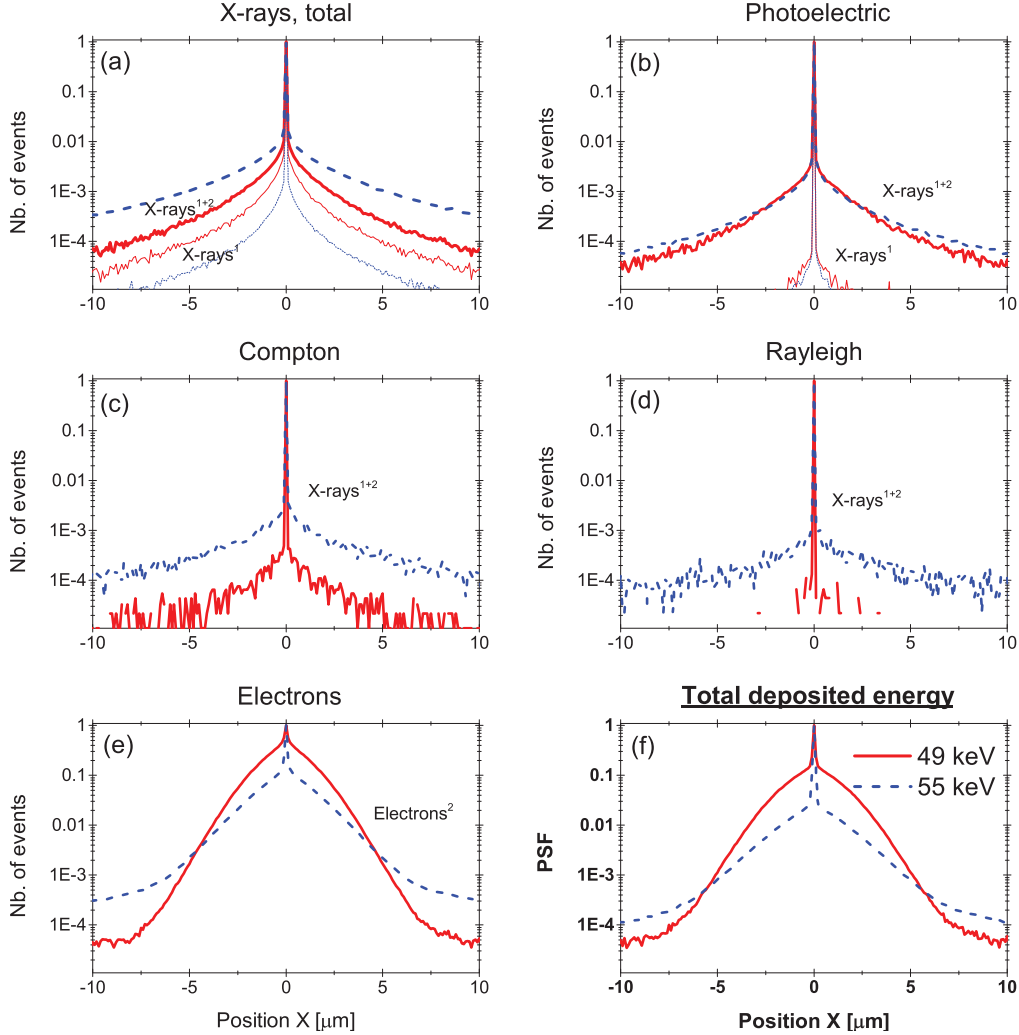 X-rays, total
(a)
Nb. of events
1
0.1
0.01
1E-3
1E-4
X-rays¹⁺²
X-rays¹
-10 -5 0 5 10
Photoelectric
(b)
Nb. of events
1
0.1
0.01
1E-3
1E-4
X-rays¹⁺²
X-rays¹
-10 -5 0 5 10
Compton
(c)
Nb. of events
1
0.1
0.01
1E-3
1E-4
X-rays¹⁺²
-10 -5 0 5 10
Rayleigh
(d)
Nb. of events
1
0.1
0.01
1E-3
1E-4
X-rays¹⁺²
-10 -5 0 5 10
Electrons
(e)
Nb. of events
1
0.1
0.01
1E-3
1E-4
Electrons²
-10 -5 0 5 10
Position X [μm]
Total deposited energy
(f)
PSF
1
0.1
0.01
1E-3
1E-4
49 keV
55 keV
-10 -5 0 5 10
Position X [μm]